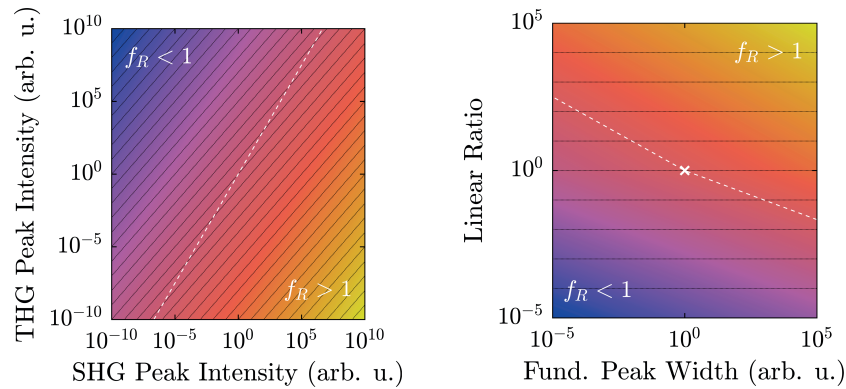 THG Peak Intensity (arb. u.)
10^10
10^5
10^0
10^−5
10^−10
f_R < 1
f_R > 1
10^−10 10^−5 10^0 10^5 10^10
SHG Peak Intensity (arb. u.)
Linear Ratio
10^5
10^0
10^−5
f_R > 1
f_R < 1
10^−5 10^0 10^5
Fund. Peak Width (arb. u.)